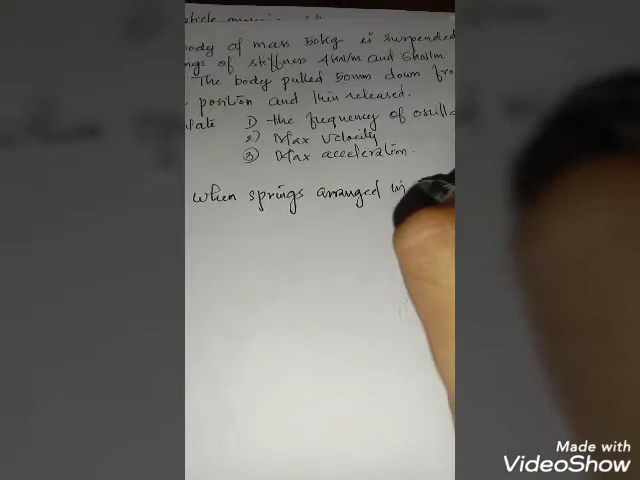 body of mass 50kg is suspended
ngs of stiffness 4kN/m and 6kN/m
The body pulled 50mm down fro
position and then released.
late 1) the frequency of oscilla
2) Max velocity
3) Max acceleration.
when springs arranged in
Made with
VideoShow